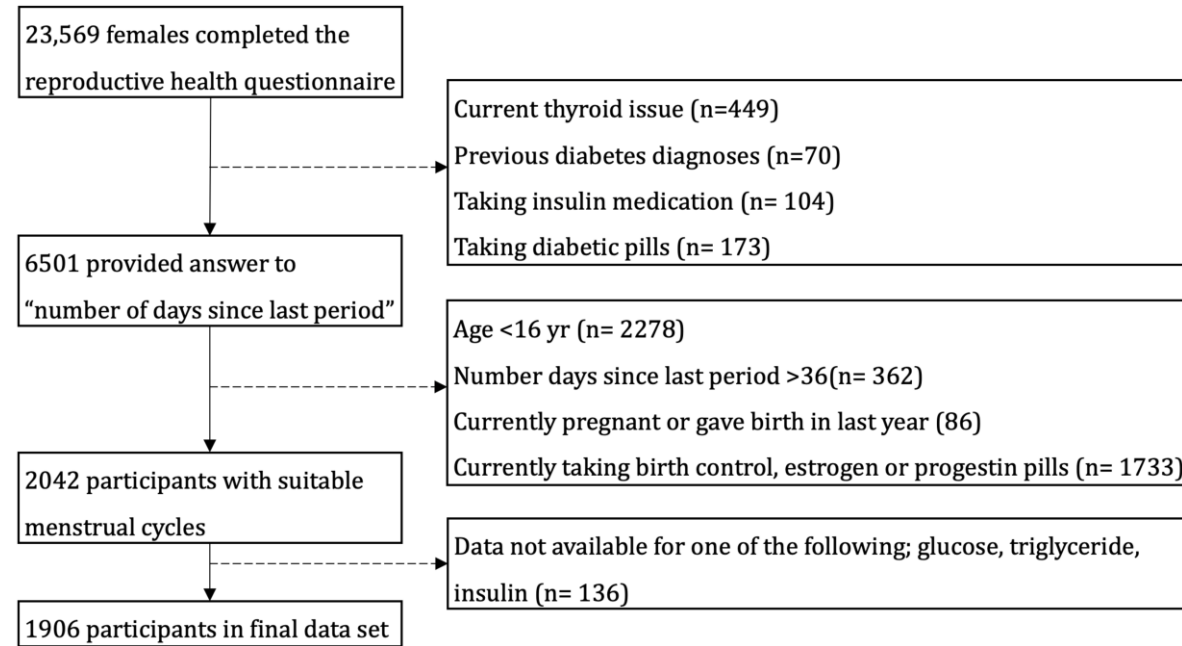 23,569 females completed the
reproductive health questionnaire
Current thyroid issue (n=449)
Previous diabetes diagnoses (n=70)
Taking insulin medication (n= 104)
Taking diabetic pills (n= 173)
6501 provided answer to
“number of days since last period”
Age <16 yr (n= 2278)
Number days since last period >36(n= 362)
Currently pregnant or gave birth in last year (86)
Currently taking birth control, estrogen or progestin pills (n= 1733)
2042 participants with suitable
menstrual cycles
Data not available for one of the following; glucose, triglyceride,
insulin (n= 136)
1906 participants in final data set